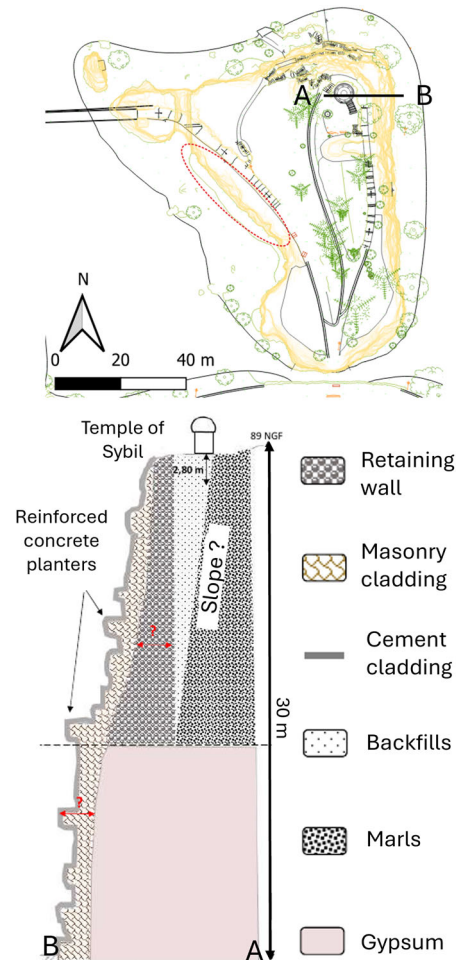 A
B
N
0
20
40 m
Temple of
Sybil
89 NGF
2,80 m
Reinforced
concrete
planters
Slope ?
?
?
30 m
B
A
Retaining
wall
Masonry
cladding
Cement
cladding
Backfills
Marls
Gypsum